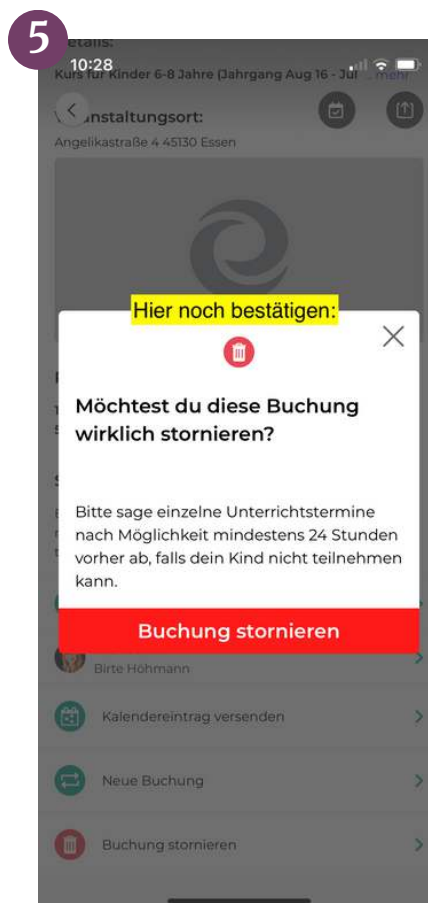 5
Details:
10:28
Kurs für Kinder 6-8 Jahre (Jahrgang Aug 16 - Jul ... mehr
nstaltungsort:
Angelikastraße 4 45130 Essen
Hier noch bestätigen:
Möchtest du diese Buchung
wirklich stornieren?
Bitte sage einzelne Unterrichtstermine
nach Möglichkeit mindestens 24 Stunden
vorher ab, falls dein Kind nicht teilnehmen
kann.
Buchung stornieren
Birte Höhmann
Kalendereintrag versenden
Neue Buchung
Buchung stornieren